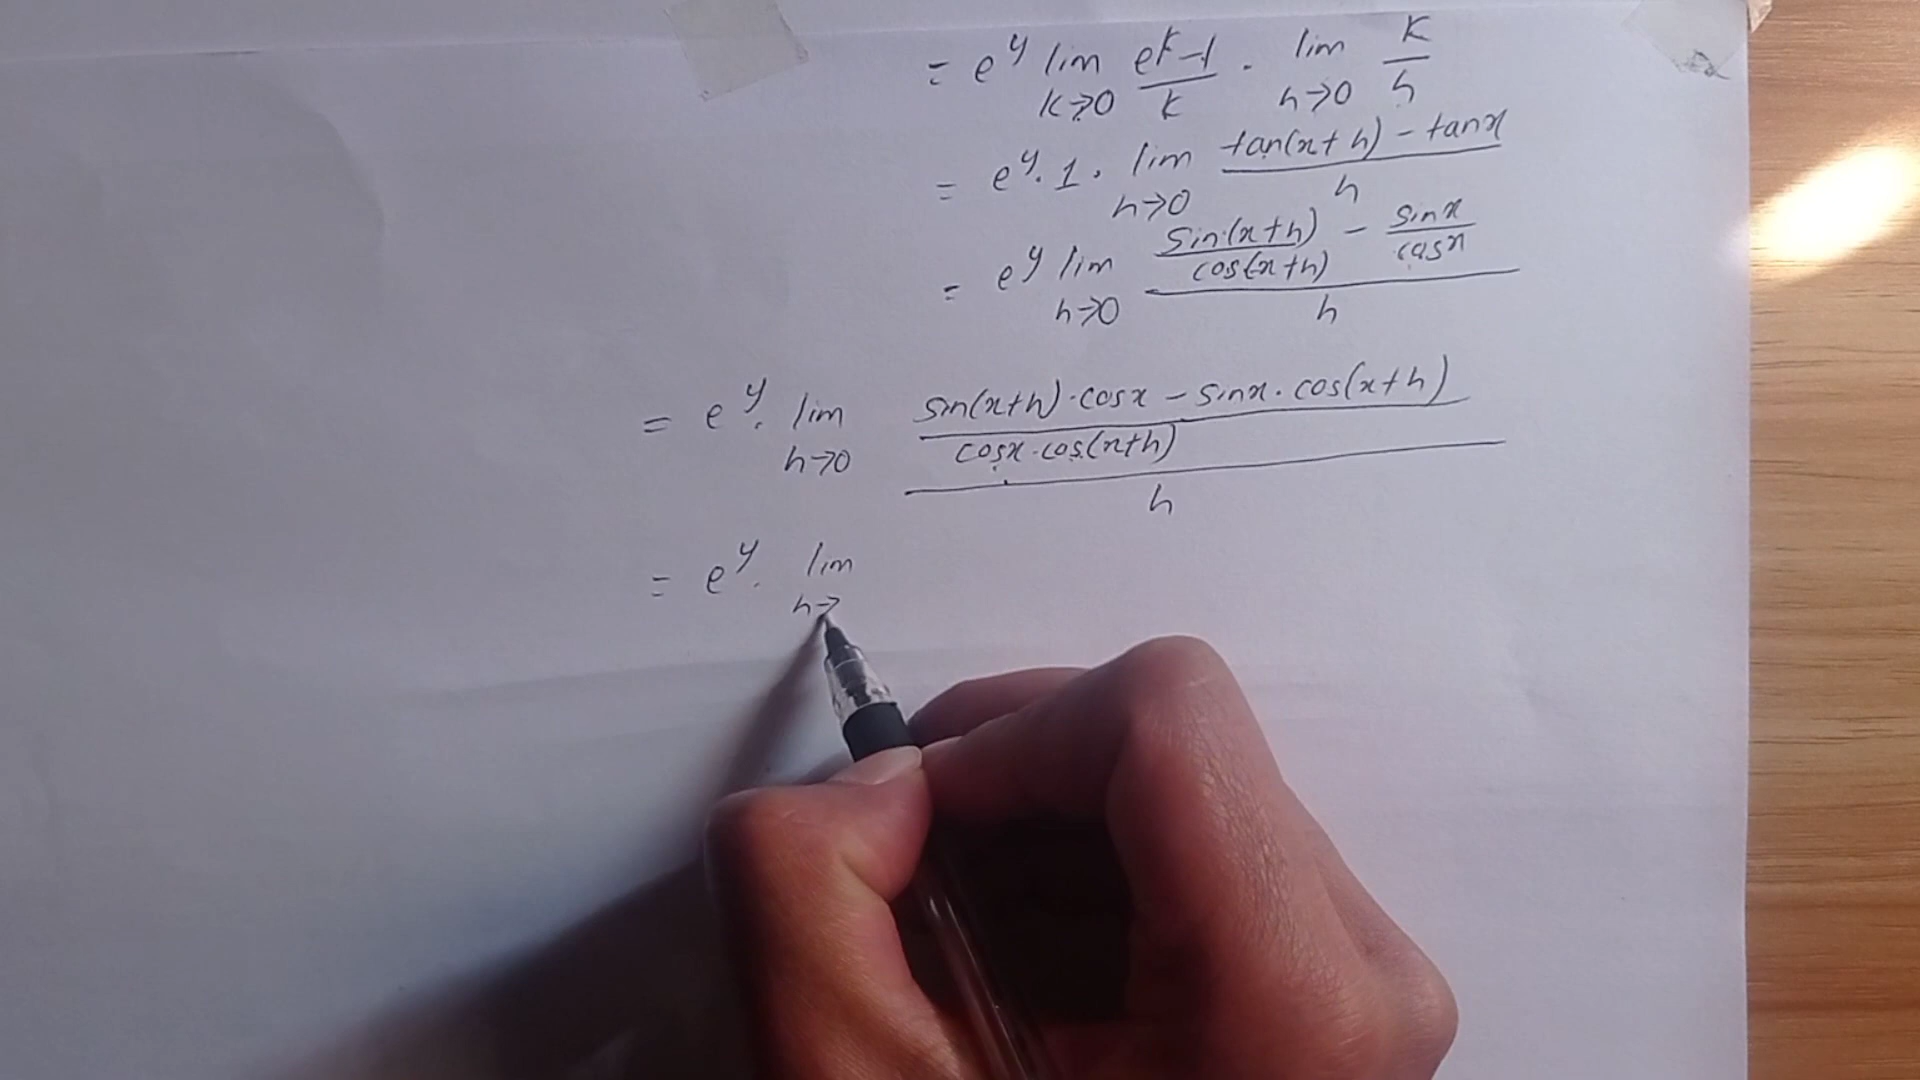 = e^y lim_{k→0} (e^k - 1)/k · lim_{h→0} k/h
= e^y · 1 · lim_{h→0} (tan(x+h) - tanx)/h
= e^y lim_{h→0} (sin(x+h)/cos(x+h) - sinx/cosx)/h
= e^y · lim_{h→0} ((sin(x+h)·cosx - sinx·cos(x+h))/(cosx·cos(x+h)))/h
= e^y · lim_{h→}